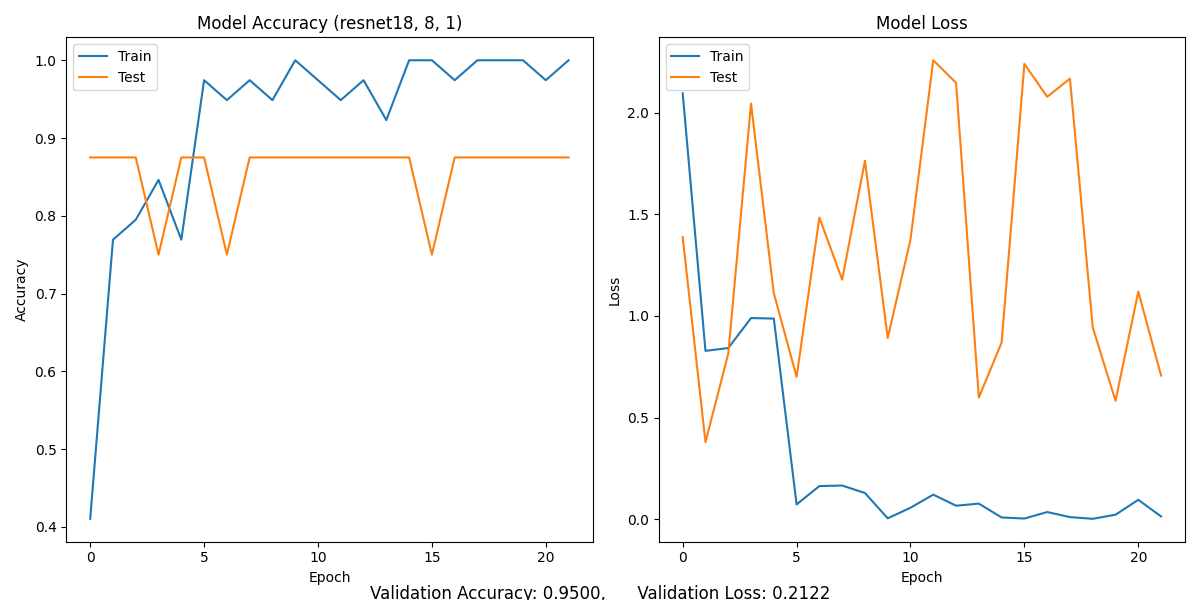 Model Accuracy (resnet18, 8, 1)
Train
Test
1.0
0.9
0.8
0.7
0.6
0.5
0.4
Accuracy
0 5 10 15 20
Epoch
Model Loss
Train
Test
2.0
1.5
1.0
0.5
0.0
Loss
0 5 10 15 20
Epoch
Validation Accuracy: 0.9500, Validation Loss: 0.2122